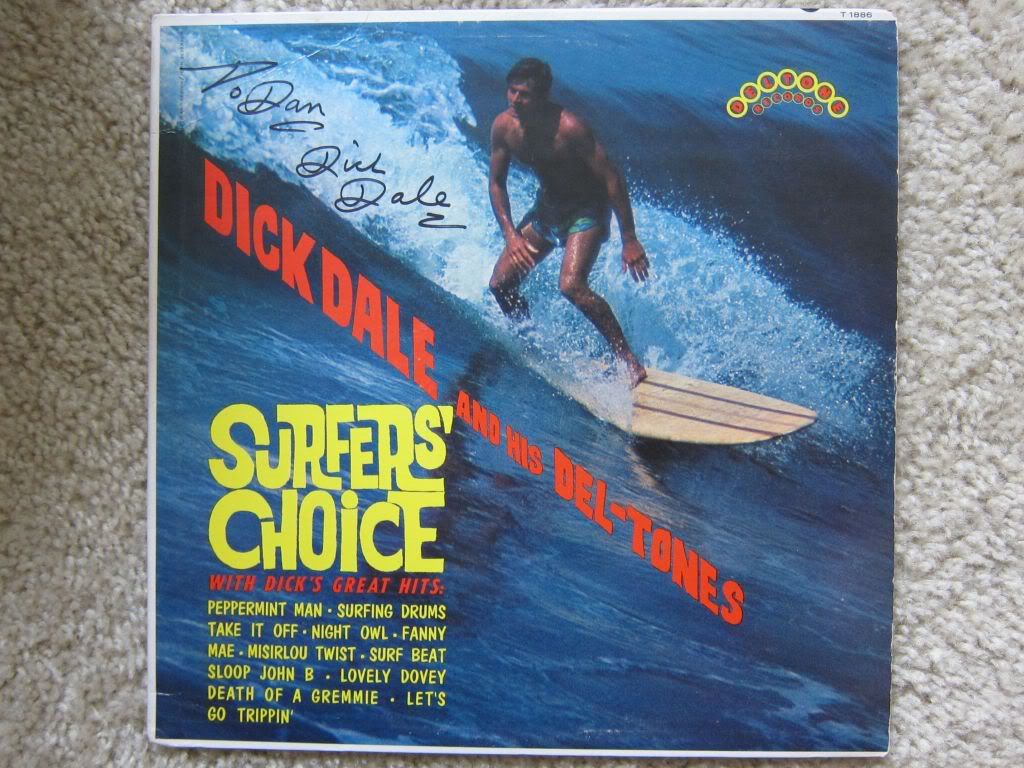 T 1886
DELTONE
RECORDS
To Dan
Dick
Dale
DICK DALE AND HIS DEL-TONES
SURFERS'
CHOICE
WITH DICK'S GREAT HITS:
PEPPERMINT MAN · SURFING DRUMS
TAKE IT OFF · NIGHT OWL · FANNY
MAE · MISIRLOU TWIST · SURF BEAT
SLOOP JOHN B · LOVELY DOVEY
DEATH OF A GREMMIE · LET'S
GO TRIPPIN'